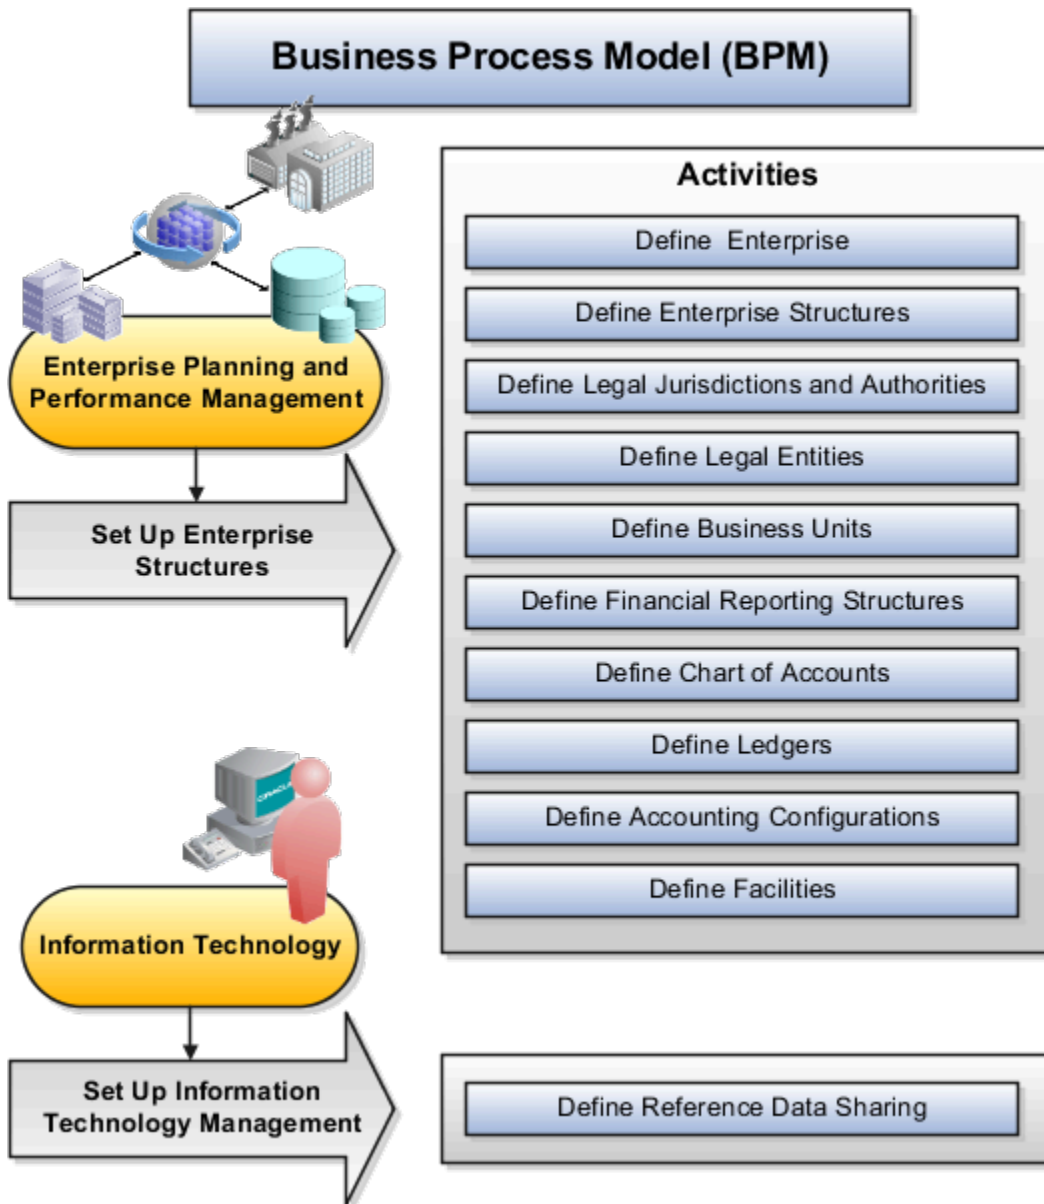 Business Process Model (BPM)
Activities
Define Enterprise
Define Enterprise Structures
Define Legal Jurisdictions and Authorities
Define Legal Entities
Define Business Units
Define Financial Reporting Structures
Define Chart of Accounts
Define Ledgers
Define Accounting Configurations
Define Facilities
Enterprise Planning and
Performance Management
Set Up Enterprise
Structures
Information Technology
Set Up Information
Technology Management
Define Reference Data Sharing